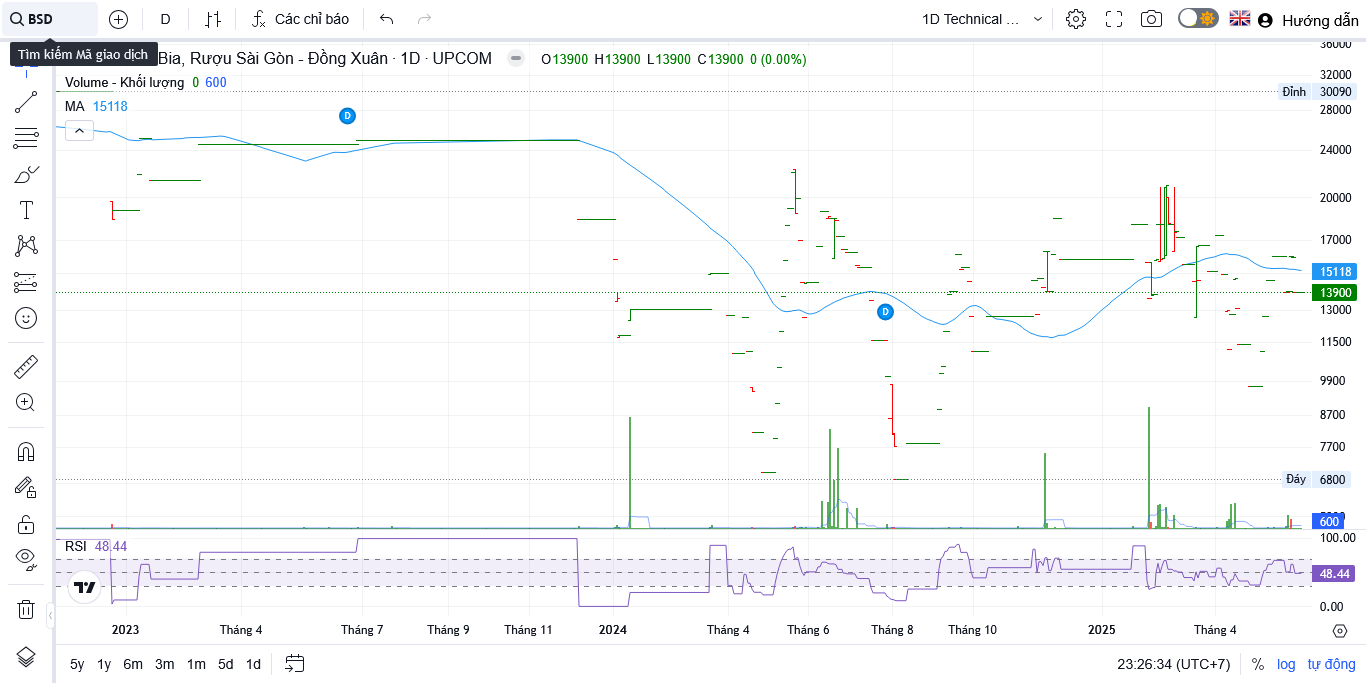 BSD
D
Các chỉ báo
1D Technical ...
Hướng dẫn
Tìm kiếm Mã giao dịch
Bia, Rượu Sài Gòn - Đồng Xuân · 1D · UPCOM
O13900 H13900 L13900 C13900 0 (0.00%)
Volume - Khối lượng 0 600
MA 15118
D
D
36000
32000
Đỉnh 30090
28000
24000
20000
17000
15118
13900
13000
11500
9900
8700
7700
Đáy 6800
600
RSI 48.44
100.00
48.44
0.00
2023 Tháng 4 Tháng 7 Tháng 9 Tháng 11 2024 Tháng 4 Tháng 6 Tháng 8 Tháng 10 2025 Tháng 4
5y 1y 6m 3m 1m 5d 1d
23:26:34 (UTC+7) % log tự động